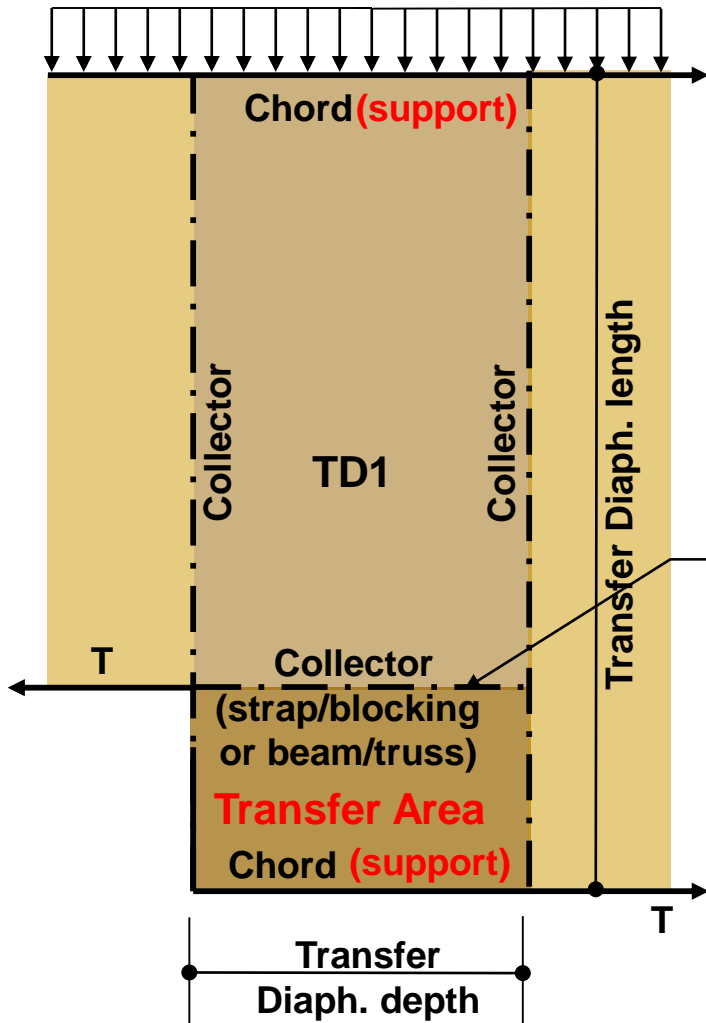 Chord (support)
Collector
Collector
Transfer Diaph. length
TD1
T
Collector
(strap/blocking
or beam/truss)
Transfer Area
Chord (support)
T
Transfer
Diaph. depth